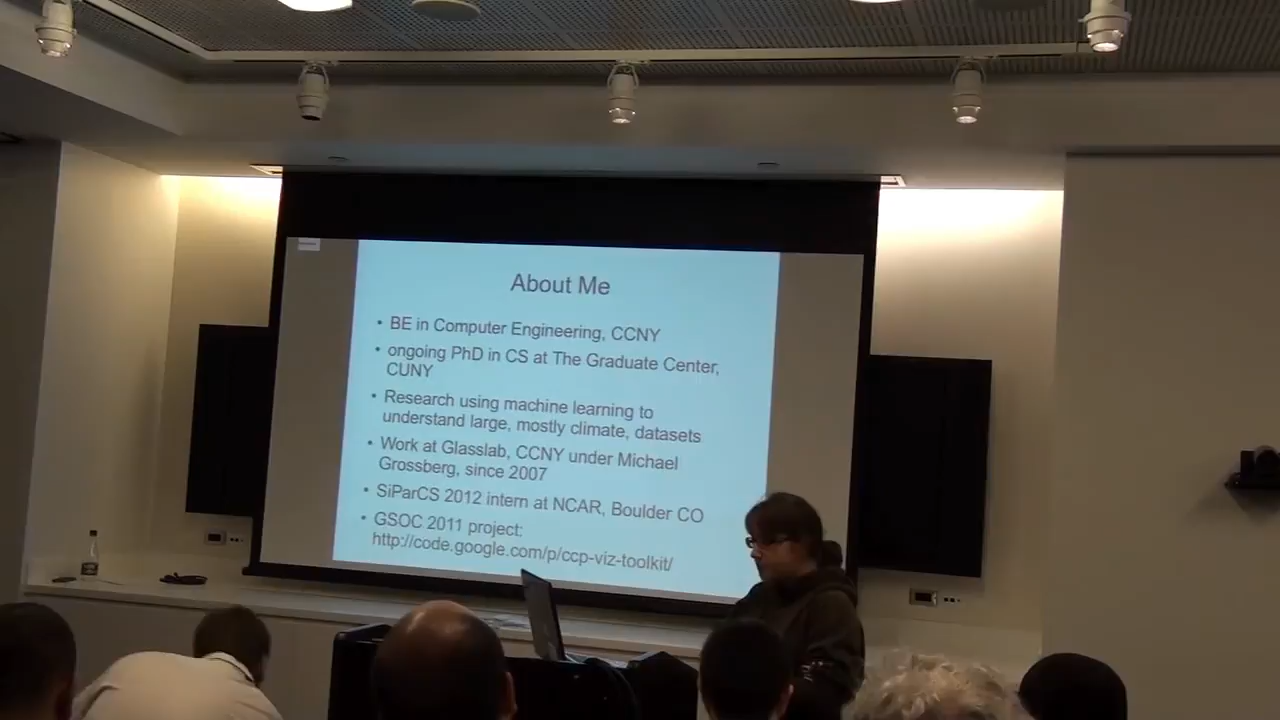 About Me
• BE in Computer Engineering, CCNY
• ongoing PhD in CS at The Graduate Center,
CUNY
• Research using machine learning to
understand large, mostly climate, datasets
• Work at Glasslab, CCNY under Michael
Grossberg, since 2007
• SiParCS 2012 intern at NCAR, Boulder CO
• GSOC 2011 project:
http://code.google.com/p/ccp-viz-toolkit/